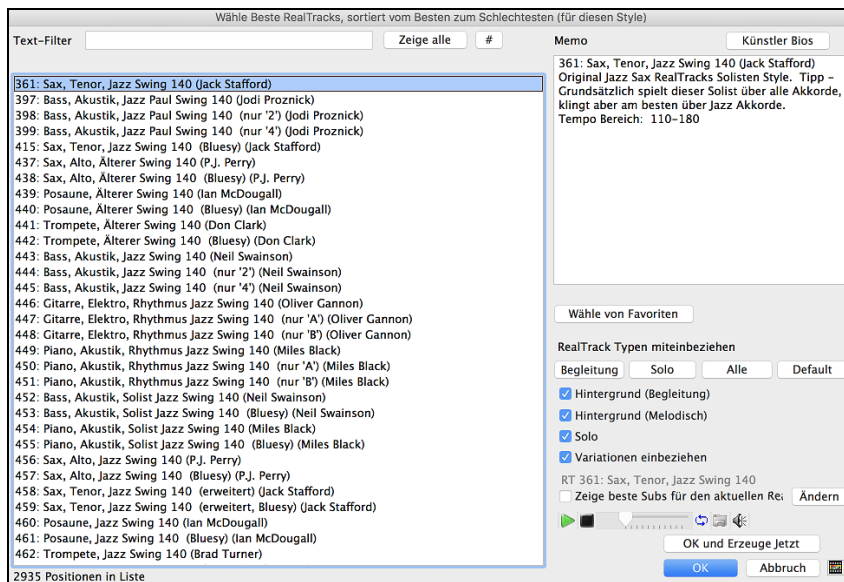 Wähle Beste RealTracks, sortiert vom Besten zum Schlechtesten (für diesen Style)
Text-Filter
Zeige alle
#
361: Sax, Tenor, Jazz Swing 140 (Jack Stafford)
397: Bass, Akustik, Jazz Paul Swing 140 (Jodi Proznick)
398: Bass, Akustik, Jazz Paul Swing 140 (nur '2') (Jodi Proznick)
399: Bass, Akustik, Jazz Paul Swing 140 (nur '4') (Jodi Proznick)
415: Sax, Tenor, Jazz Swing 140 (Bluesy) (Jack Stafford)
437: Sax, Alto, Älterer Swing 140 (P.J. Perry)
438: Sax, Alto, Älterer Swing 140 (Bluesy) (P.J. Perry)
439: Posaune, Älterer Swing 140 (Ian McDougall)
440: Posaune, Älterer Swing 140 (Bluesy) (Ian McDougall)
441: Trompete, Älterer Swing 140 (Don Clark)
442: Trompete, Älterer Swing 140 (Bluesy) (Don Clark)
443: Bass, Akustik, Jazz Swing 140 (Neil Swainson)
444: Bass, Akustik, Jazz Swing 140 (nur '2') (Neil Swainson)
445: Bass, Akustik, Jazz Swing 140 (nur '4') (Neil Swainson)
446: Gitarre, Elektro, Rhythmus Jazz Swing 140 (Oliver Gannon)
447: Gitarre, Elektro, Rhythmus Jazz Swing 140 (nur 'A') (Oliver Gannon)
448: Gitarre, Elektro, Rhythmus Jazz Swing 140 (nur 'B') (Oliver Gannon)
449: Piano, Akustik, Rhythmus Jazz Swing 140 (Miles Black)
450: Piano, Akustik, Rhythmus Jazz Swing 140 (nur 'A') (Miles Black)
451: Piano, Akustik, Rhythmus Jazz Swing 140 (nur 'B') (Miles Black)
452: Bass, Akustik, Solist Jazz Swing 140 (Neil Swainson)
453: Bass, Akustik, Solist Jazz Swing 140 (Bluesy) (Neil Swainson)
454: Piano, Akustik, Solist Jazz Swing 140 (Miles Black)
455: Piano, Akustik, Solist Jazz Swing 140 (Bluesy) (Miles Black)
456: Sax, Alto, Jazz Swing 140 (P.J. Perry)
457: Sax, Alto, Jazz Swing 140 (Bluesy) (P.J. Perry)
458: Sax, Tenor, Jazz Swing 140 (erweitert) (Jack Stafford)
459: Sax, Tenor, Jazz Swing 140 (erweitert, Bluesy) (Jack Stafford)
460: Posaune, Jazz Swing 140 (Ian McDougall)
461: Posaune, Jazz Swing 140 (Bluesy) (Ian McDougall)
462: Trompete, Jazz Swing 140 (Brad Turner)
2935 Positionen in Liste
Memo
Künstler Bios
361: Sax, Tenor, Jazz Swing 140 (Jack Stafford)
Original Jazz Sax RealTracks Solisten Style. Tipp -
Grundsätzlich spielt dieser Solist über alle Akkorde,
klingt aber am besten über Jazz Akkorde.
Tempo Bereich: 110-180
Wähle von Favoriten
RealTrack Typen miteinbeziehen
Begleitung
Solo
Alle
Default
Hintergrund (Begleitung)
Hintergrund (Melodisch)
Solo
Variationen einbeziehen
RT 361: Sax, Tenor, Jazz Swing 140
Zeige beste Subs für den aktuellen Rea
Ändern
OK und Erzeuge Jetzt
OK
Abbruch